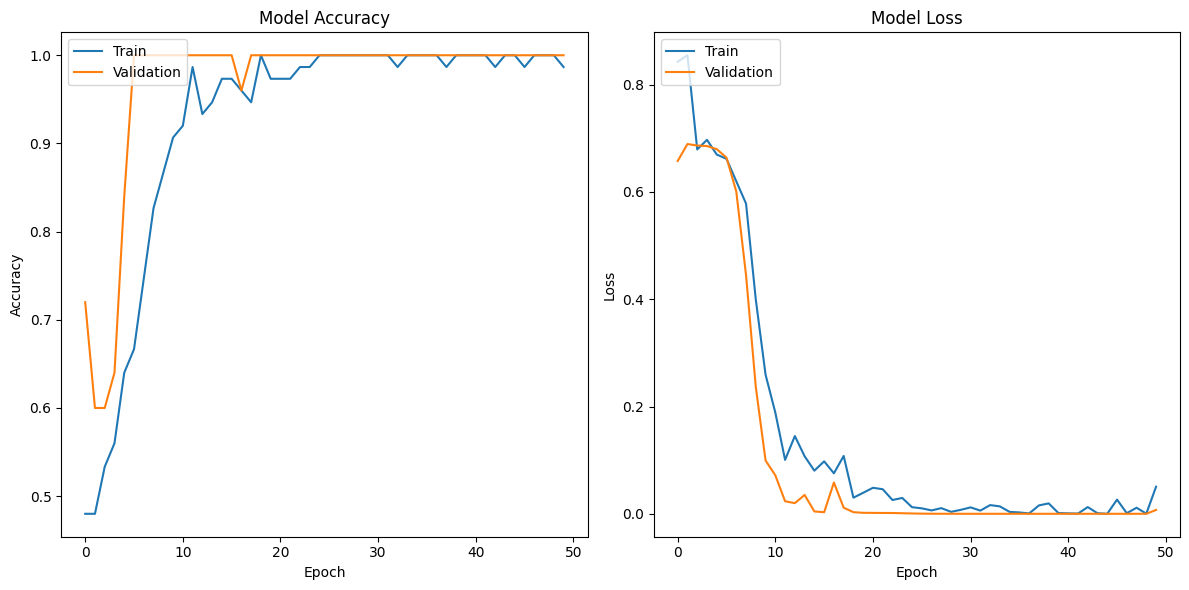 Model Accuracy
Train
Validation
1.0
0.9
0.8
0.7
0.6
0.5
Accuracy
0 10 20 30 40 50
Epoch
Model Loss
Train
Validation
0.8
0.6
0.4
0.2
0.0
Loss
0 10 20 30 40 50
Epoch